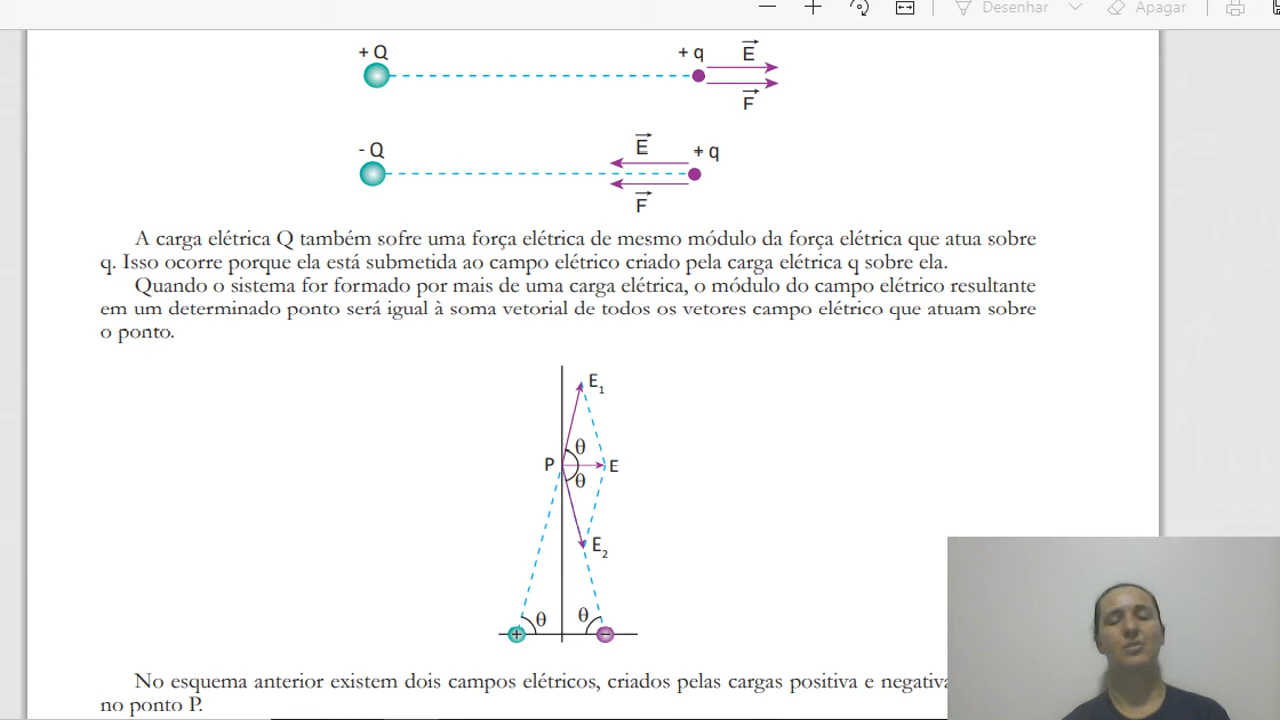 Desenhar
Apagar
+ Q
+ q
E
F
- Q
E
+ q
F
A carga elétrica Q também sofre uma força elétrica de mesmo módulo da força elétrica que atua sobre
q. Isso ocorre porque ela está submetida ao campo elétrico criado pela carga elétrica q sobre ela.
Quando o sistema for formado por mais de uma carga elétrica, o módulo do campo elétrico resultante
em um determinado ponto será igual à soma vetorial de todos os vetores campo elétrico que atuam sobre
o ponto.
E1
θ
P
E
θ
E2
θ
θ
+
−
No esquema anterior existem dois campos elétricos, criados pelas cargas positiva e negativa
no ponto P.